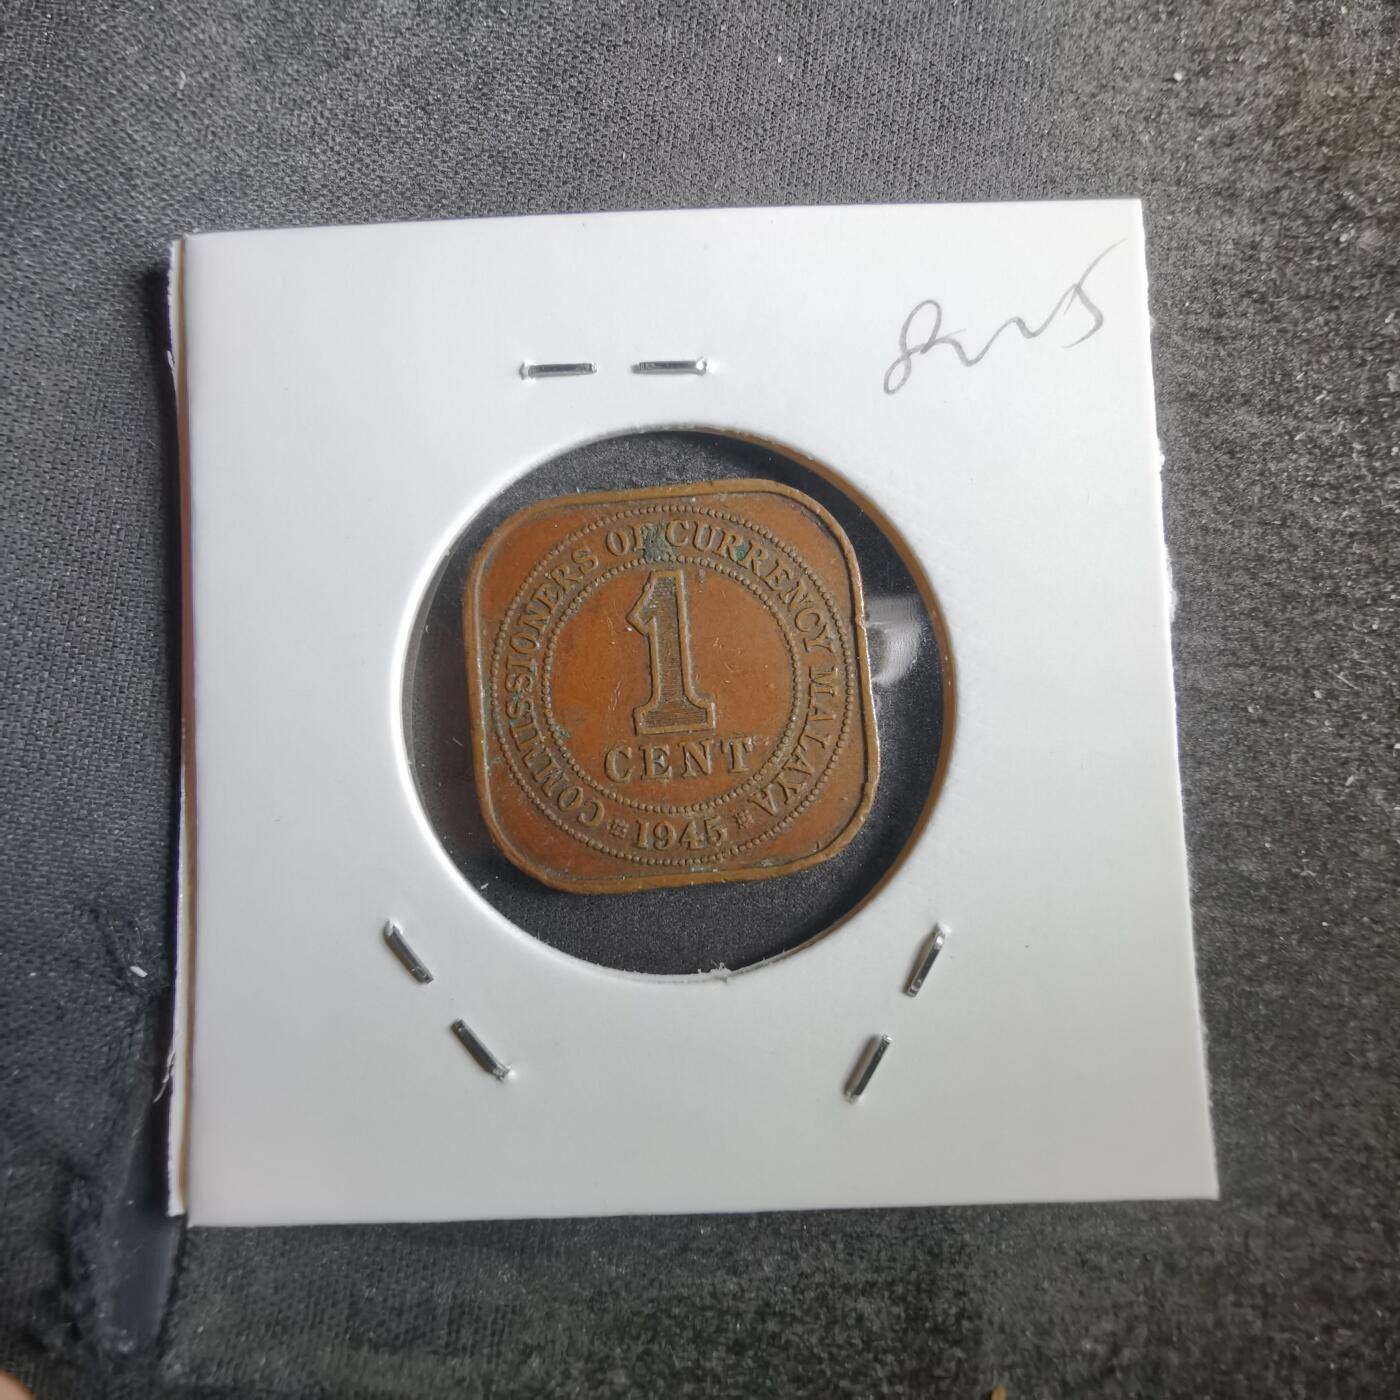 COMMISSIONERS OF CURRENCY MALAYA
1
CENT
1945